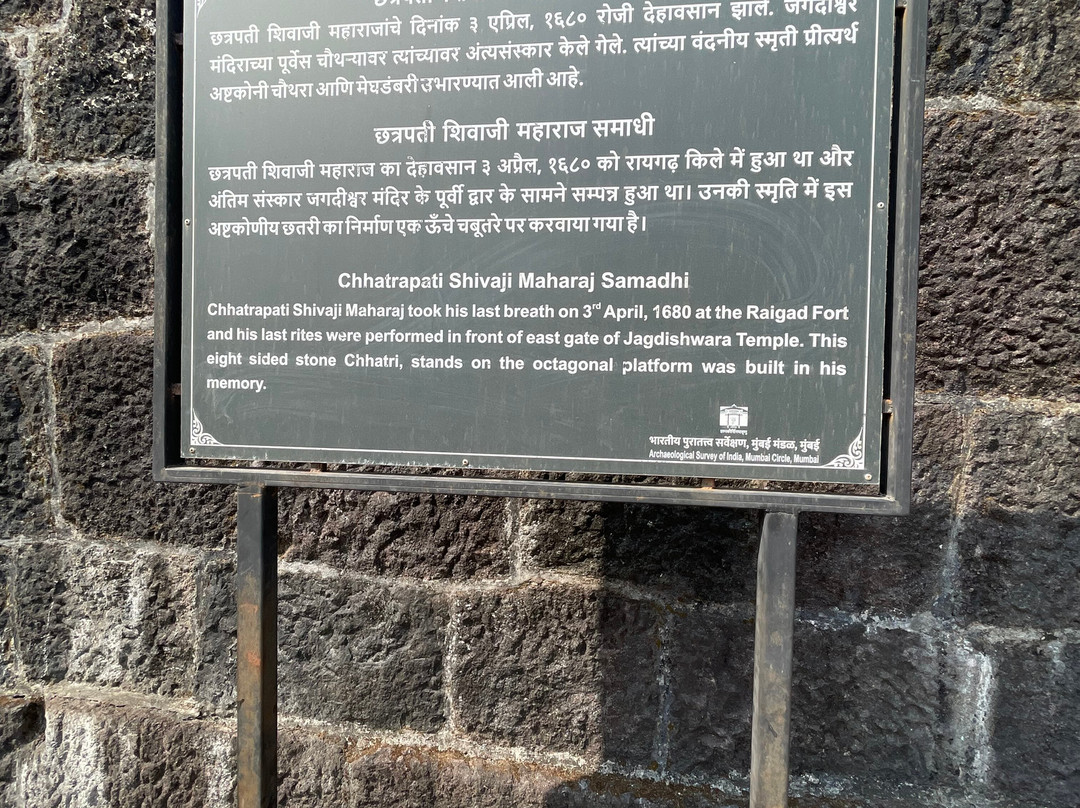 छत्रपती शिवाजी महाराजांचे दिनांक ३ एप्रिल, १६८० रोजी देहावसान झाले. जगदीश्वर
मंदिराच्या पूर्वेस चौथऱ्यावर त्यांच्यावर अंत्यसंस्कार केले गेले. त्यांच्या वंदनीय स्मृती प्रीत्यर्थ
अष्टकोनी चौथरा आणि मेघडंबरी उभारण्यात आली आहे.
छत्रपती शिवाजी महाराज समाधी
छत्रपती शिवाजी महाराज का देहावसान ३ अप्रैल, १६८० को रायगढ़ किले में हुआ था और
अंतिम संस्कार जगदीश्वर मंदिर के पूर्वी द्वार के सामने सम्पन्न हुआ था। उनकी स्मृति में इस
अष्टकोणीय छतरी का निर्माण एक ऊँचे चबूतरे पर करवाया गया है।
Chhatrapati Shivaji Maharaj Samadhi
Chhatrapati Shivaji Maharaj took his last breath on 3rd April, 1680 at the Raigad Fort
and his last rites were performed in front of east gate of Jagdishwara Temple. This
eight sided stone Chhatri, stands on the octagonal platform was built in his
memory.
भारतीय पुरातत्त्व सर्वेक्षण, मुंबई मंडळ, मुंबई
Archaeological Survey of India, Mumbai Circle, Mumbai